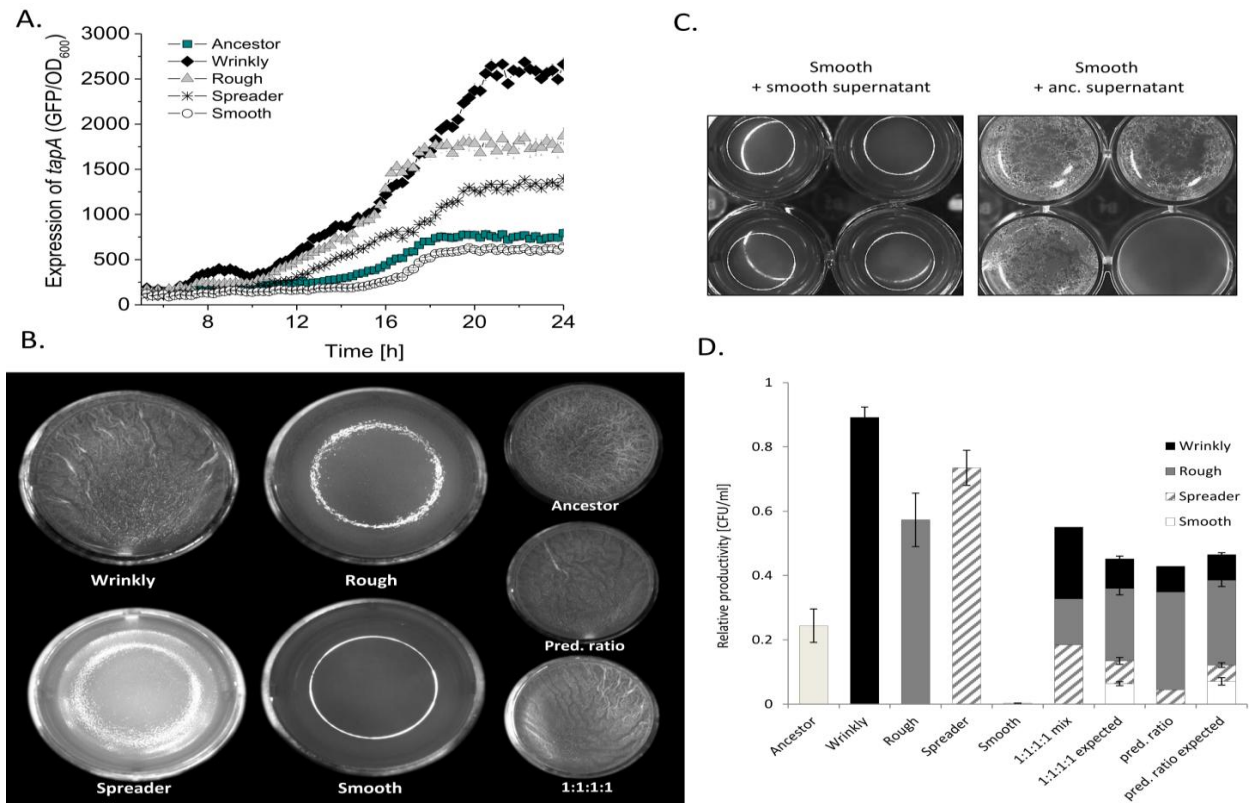 A.
Expression of tapA (GFP/OD600)
3000
2500
2000
1500
1000
500
0
Ancestor
Wrinkly
Rough
Spreader
Smooth
8 12 16 20 24
Time [h]
B.
Wrinkly
Rough
Ancestor
Pred. ratio
Spreader
Smooth
1:1:1:1
C.
Smooth
+ smooth supernatant
Smooth
+ anc. supernatant
D.
Relative productivity [CFU/ml]
1
0.8
0.6
0.4
0.2
0
Wrinkly
Rough
Spreader
Smooth
Ancestor
Wrinkly
Rough
Spreader
Smooth
1:1:1:1 mix
1:1:1:1 expected
pred. ratio
pred. ratio expected